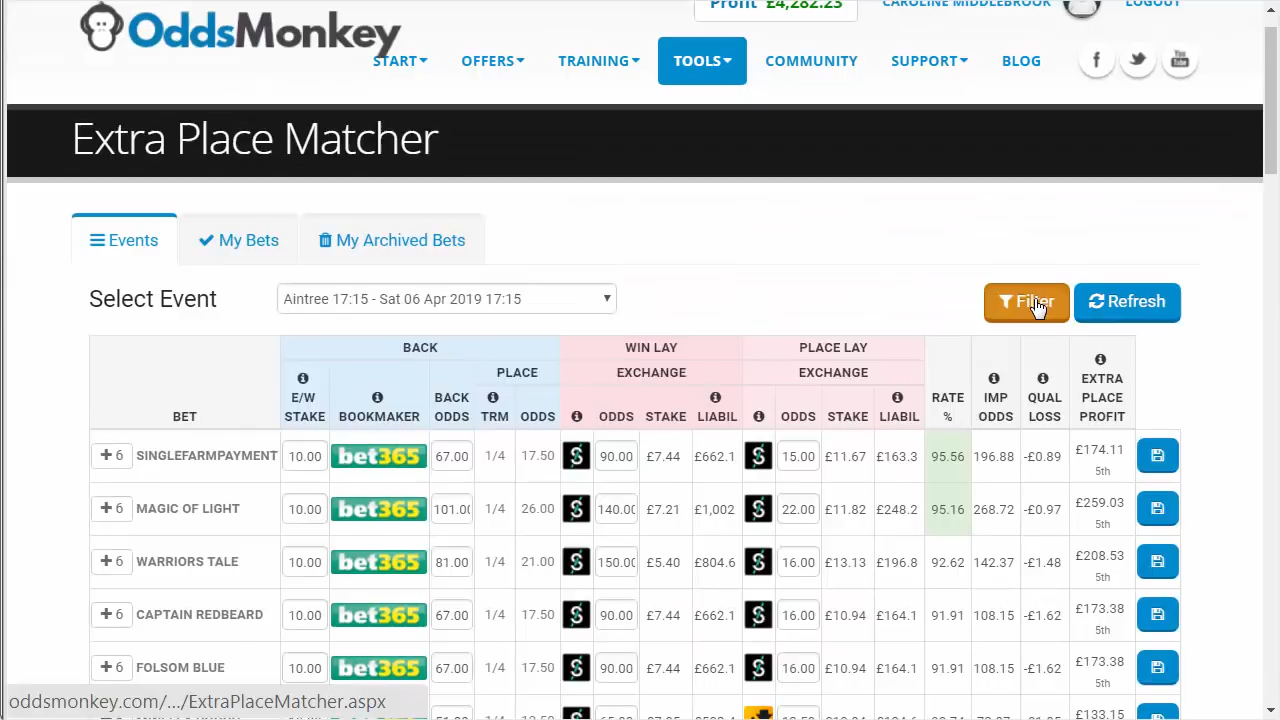 Profit £4,282.23 CAROLINE MIDDLEBROOK LOGOUT
OddsMonkey
START OFFERS TRAINING TOOLS COMMUNITY SUPPORT BLOG
Extra Place Matcher
Events My Bets My Archived Bets
Select Event Aintree 17:15 - Sat 06 Apr 2019 17:15 Filter Refresh
BACK WIN LAY PLACE LAY
PLACE EXCHANGE EXCHANGE
BET E/W STAKE BOOKMAKER BACK ODDS TRM ODDS ODDS STAKE LIABIL ODDS STAKE LIABIL RATE % IMP ODDS QUAL LOSS EXTRA PLACE PROFIT
6 SINGLEFARMPAYMENT 10.00 bet365 67.00 1/4 17.50 90.00 £7.44 £662.1 15.00 £11.67 £163.3 95.56 196.88 -£0.89 £174.11 5th
6 MAGIC OF LIGHT 10.00 bet365 101.00 1/4 26.00 140.00 £7.21 £1,002 22.00 £11.82 £248.2 95.16 268.72 -£0.97 £259.03 5th
6 WARRIORS TALE 10.00 bet365 81.00 1/4 21.00 150.00 £5.40 £804.6 16.00 £13.13 £196.8 92.62 142.37 -£1.48 £208.53 5th
6 CAPTAIN REDBEARD 10.00 bet365 67.00 1/4 17.50 90.00 £7.44 £662.1 16.00 £10.94 £164.1 91.91 108.15 -£1.62 £173.38 5th
6 FOLSOM BLUE 10.00 bet365 67.00 1/4 17.50 90.00 £7.44 £662.1 16.00 £10.94 £164.1 91.91 108.15 -£1.62 £173.38 5th
£133.15
oddsmonkey.com/.../ExtraPlaceMatcher.aspx